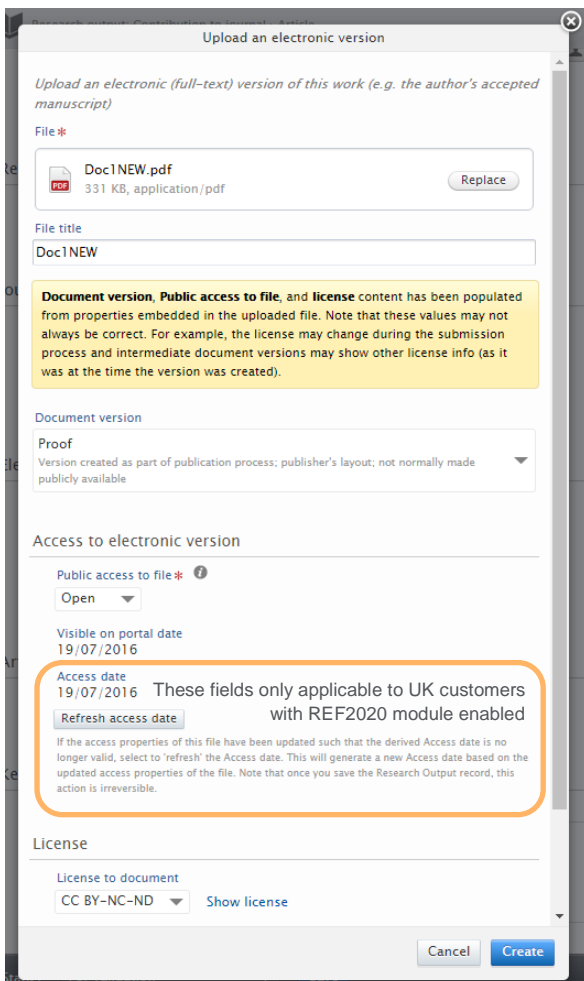 Research output: Contribution to journal › Article
Upload an electronic version
Upload an electronic (full-text) version of this work (e.g. the author's accepted
manuscript)
File *
PDF
Doc1NEW.pdf
331 KB, application/pdf
Replace
File title
Doc1NEW
Document version, Public access to file, and license content has been populated
from properties embedded in the uploaded file. Note that these values may not
always be correct. For example, the license may change during the submission
process and intermediate document versions may show other license info (as it
was at the time the version was created).
Document version
Proof
Version created as part of publication process; publisher's layout; not normally made
publicly available
Access to electronic version
Public access to file * i
Open
Visible on portal date
19/07/2016
Access date
19/07/2016
These fields only applicable to UK customers
with REF2020 module enabled
Refresh access date
If the access properties of this file have been updated such that the derived Access date is no
longer valid, select to 'refresh' the Access date. This will generate a new Access date based on the
updated access properties of the file. Note that once you save the Research Output record, this
action is irreversible.
License
License to document
CC BY-NC-ND
Show license
Cancel
Create